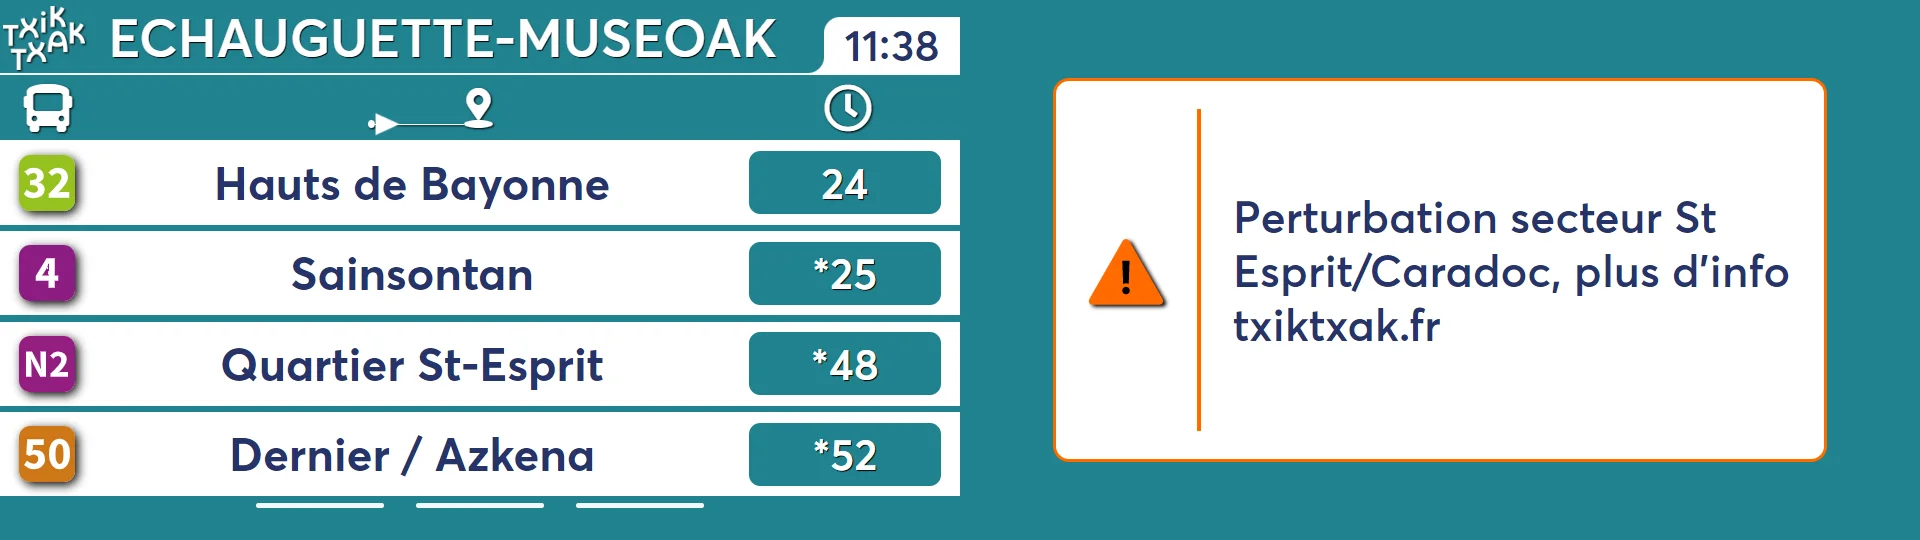 TXIK
TXAK
ECHAUGUETTE-MUSEOAK
11:38
32 Hauts de Bayonne 24
4 Sainsontan *25
N2 Quartier St-Esprit *48
50 Dernier / Azkena *52
!
Perturbation secteur St
Esprit/Caradoc, plus d'info
txiktxak.fr